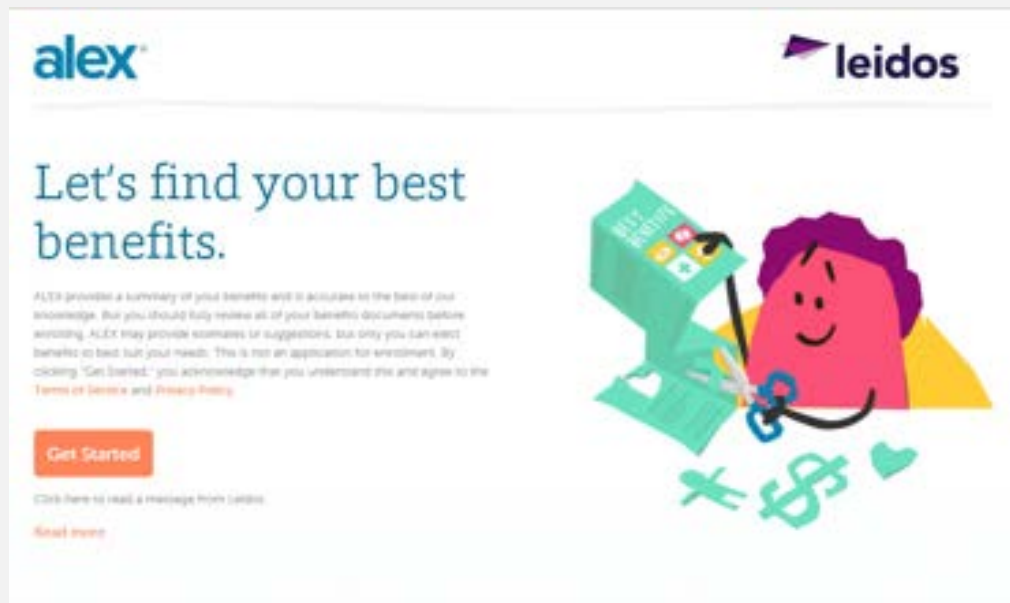 alex
leidos
Let's find your best
benefits.
BEST
BENEFITS
ALEX provides a summary of your benefits and is accurate to the best of our
knowledge. But you should fully review all of your benefits documents before
enrolling. ALEX may provide estimates or suggestions, but only you can elect
benefits to best suit your needs. This is not an application for enrollment. By
clicking "Get Started," you acknowledge that you understand this and agree to the
Terms of Service and Privacy Policy.
Get Started
Click here to read a message from Leidos
Read more